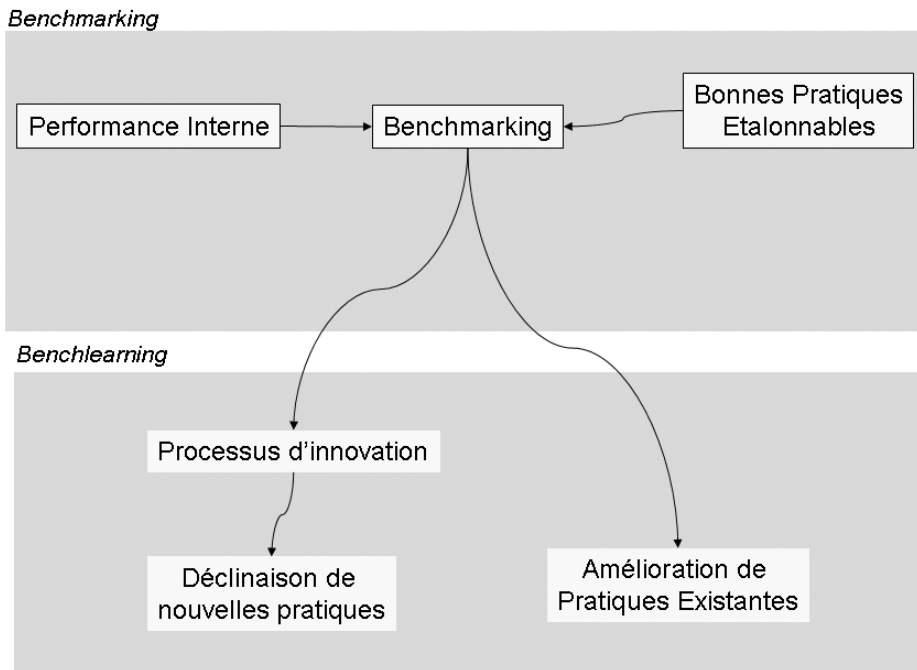 Benchmarking
Performance Interne
Benchmarking
Bonnes Pratiques
Etalonnables
Benchlearning
Processus d'innovation
Déclinaison de
nouvelles pratiques
Amélioration de
Pratiques Existantes